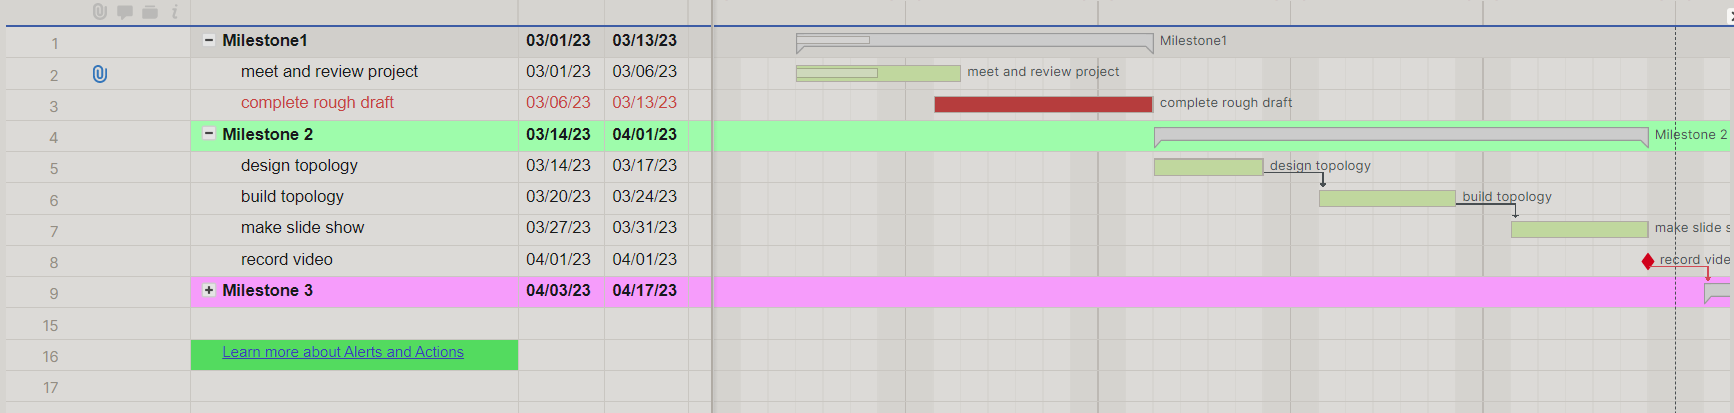 1 Milestone1 03/01/23 03/13/23 Milestone1
2 meet and review project 03/01/23 03/06/23 meet and review project
3 complete rough draft 03/06/23 03/13/23 complete rough draft
4 Milestone 2 03/14/23 04/01/23 Milestone 2
5 design topology 03/14/23 03/17/23 design topology
6 build topology 03/20/23 03/24/23 build topology
7 make slide show 03/27/23 03/31/23 make slide s
8 record video 04/01/23 04/01/23 record vide
9 Milestone 3 04/03/23 04/17/23
15
16 Learn more about Alerts and Actions
17